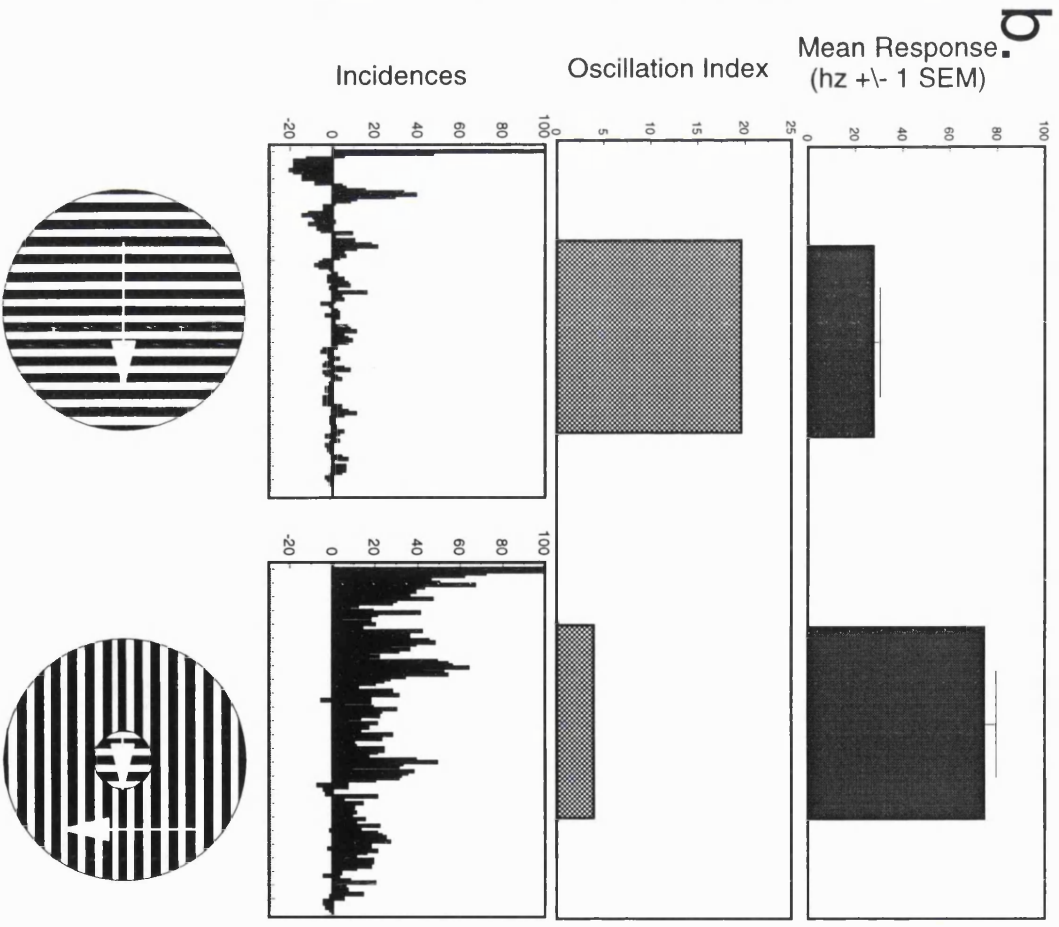 b.
Mean Response
(hz +\- 1 SEM)
0 20 40 60 80 100
Oscillation Index
0 5 10 15 20 25
Incidences
-20 0 20 40 60 80 100
-20 0 20 40 60 80 100